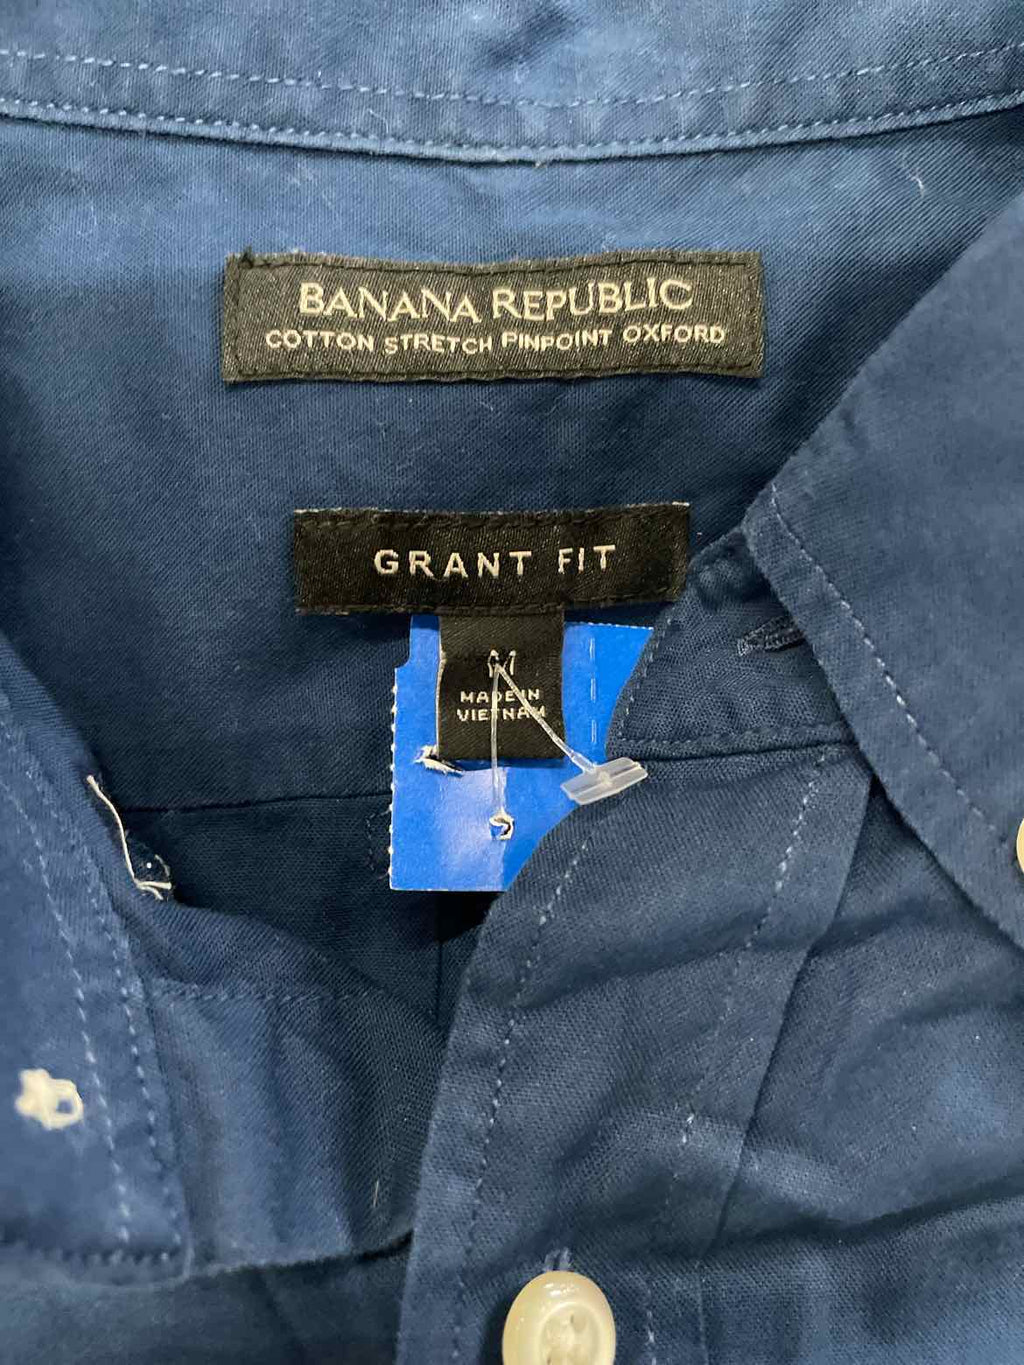 BANANA REPUBLIC
COTTON STRETCH PINPOINT OXFORD
GRANT FIT
M
MADE IN
VIETNAM